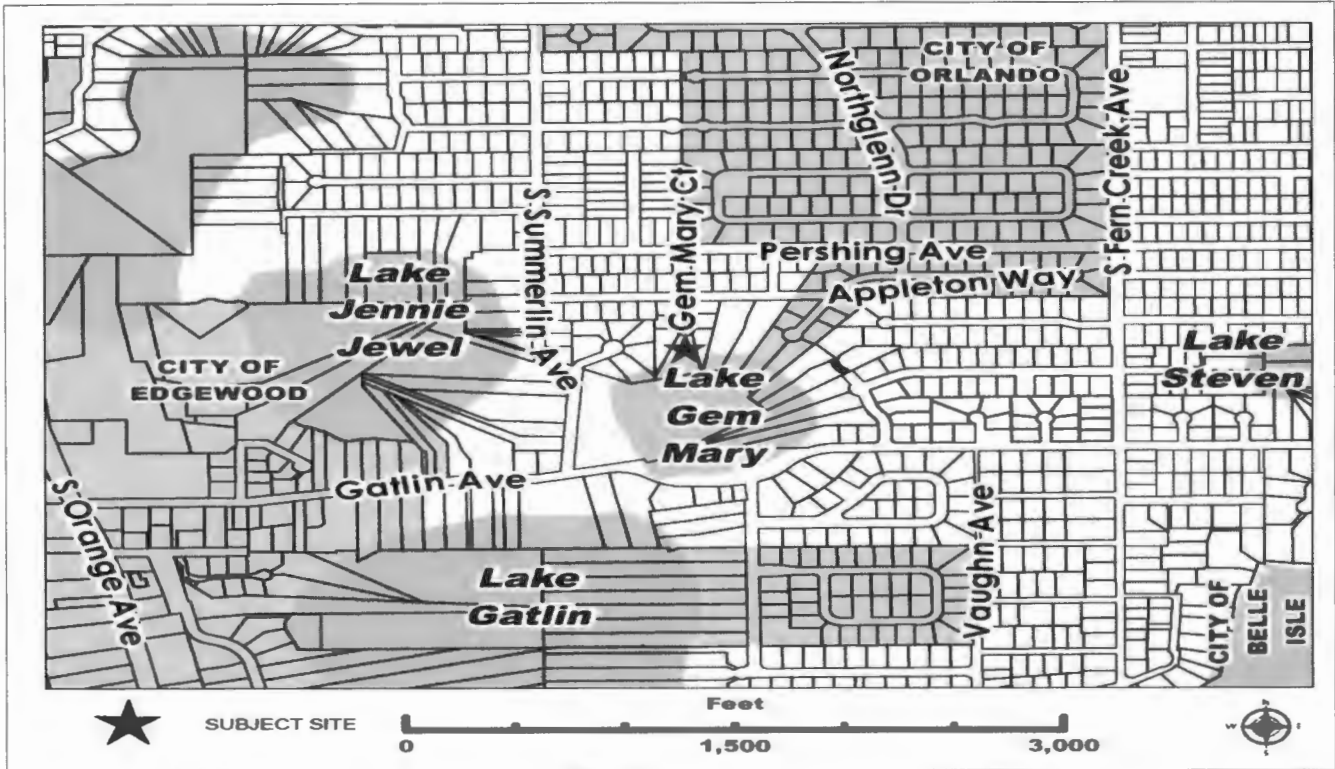 CITY OF
ORLANDO
Northglenn Dr
S Fern Creek Ave
Gem Mary Ct
S Summerlin Ave
Pershing Ave
Appleton Way
Lake
Jennie
Jewel
CITY OF
EDGEWOOD
Lake
Gem
Mary
Lake
Steven
Gatlin Ave
S Orange Ave
Vaughn Ave
Lake
Gatlin
CITY OF
BELLE
ISLE
SUBJECT SITE
Feet
0
1,500
3,000
N
W
E
S